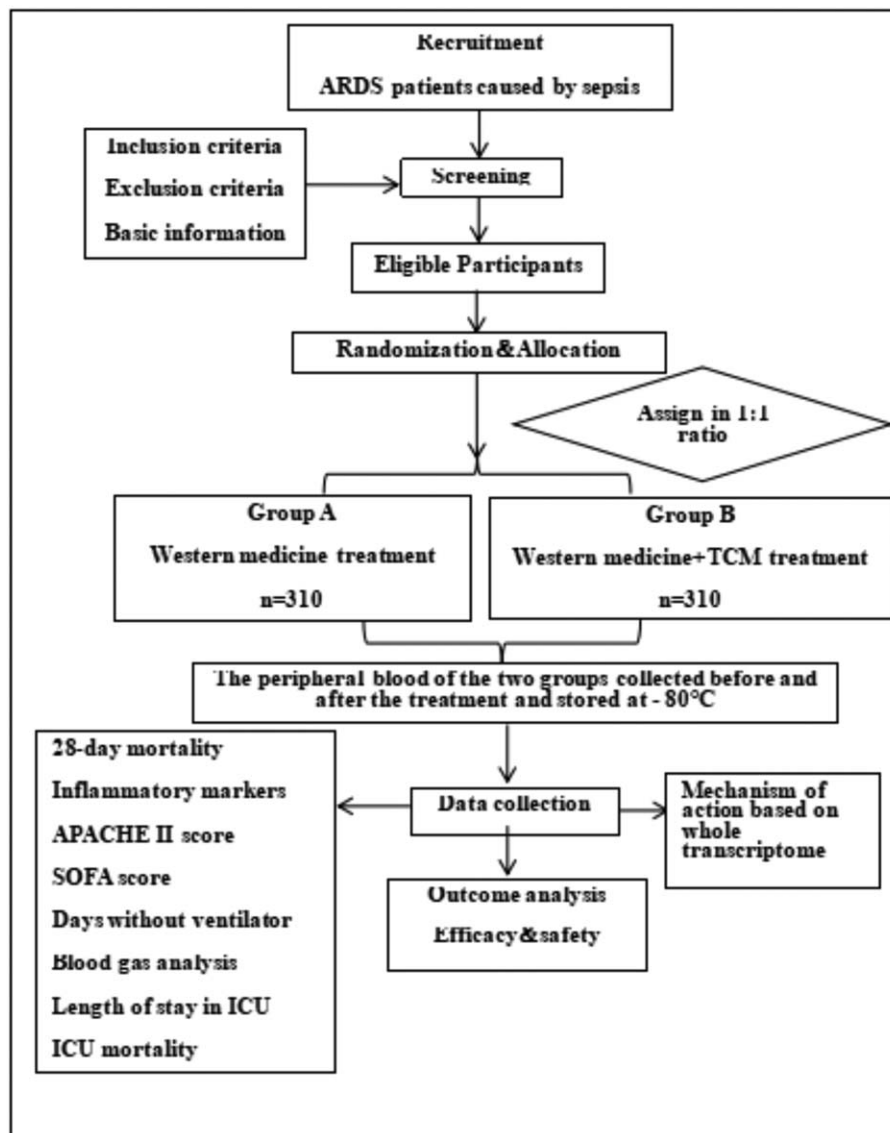 Recruitment
ARDS patients caused by sepsis
Inclusion criteria
Exclusion criteria
Basic information
Screening
Eligible Participants
Randomization&Allocation
Assign in 1:1
ratio
Group A
Western medicine treatment
n=310
Group B
Western medicine+TCM treatment
n=310
The peripheral blood of the two groups collected before and
after the treatment and stored at - 80°C
28-day mortality
Inflammatory markers
APACHE II score
SOFA score
Days without ventilator
Blood gas analysis
Length of stay in ICU
ICU mortality
Data collection
Mechanism of
action based on
whole
transcriptome
Outcome analysis
Efficacy&safety